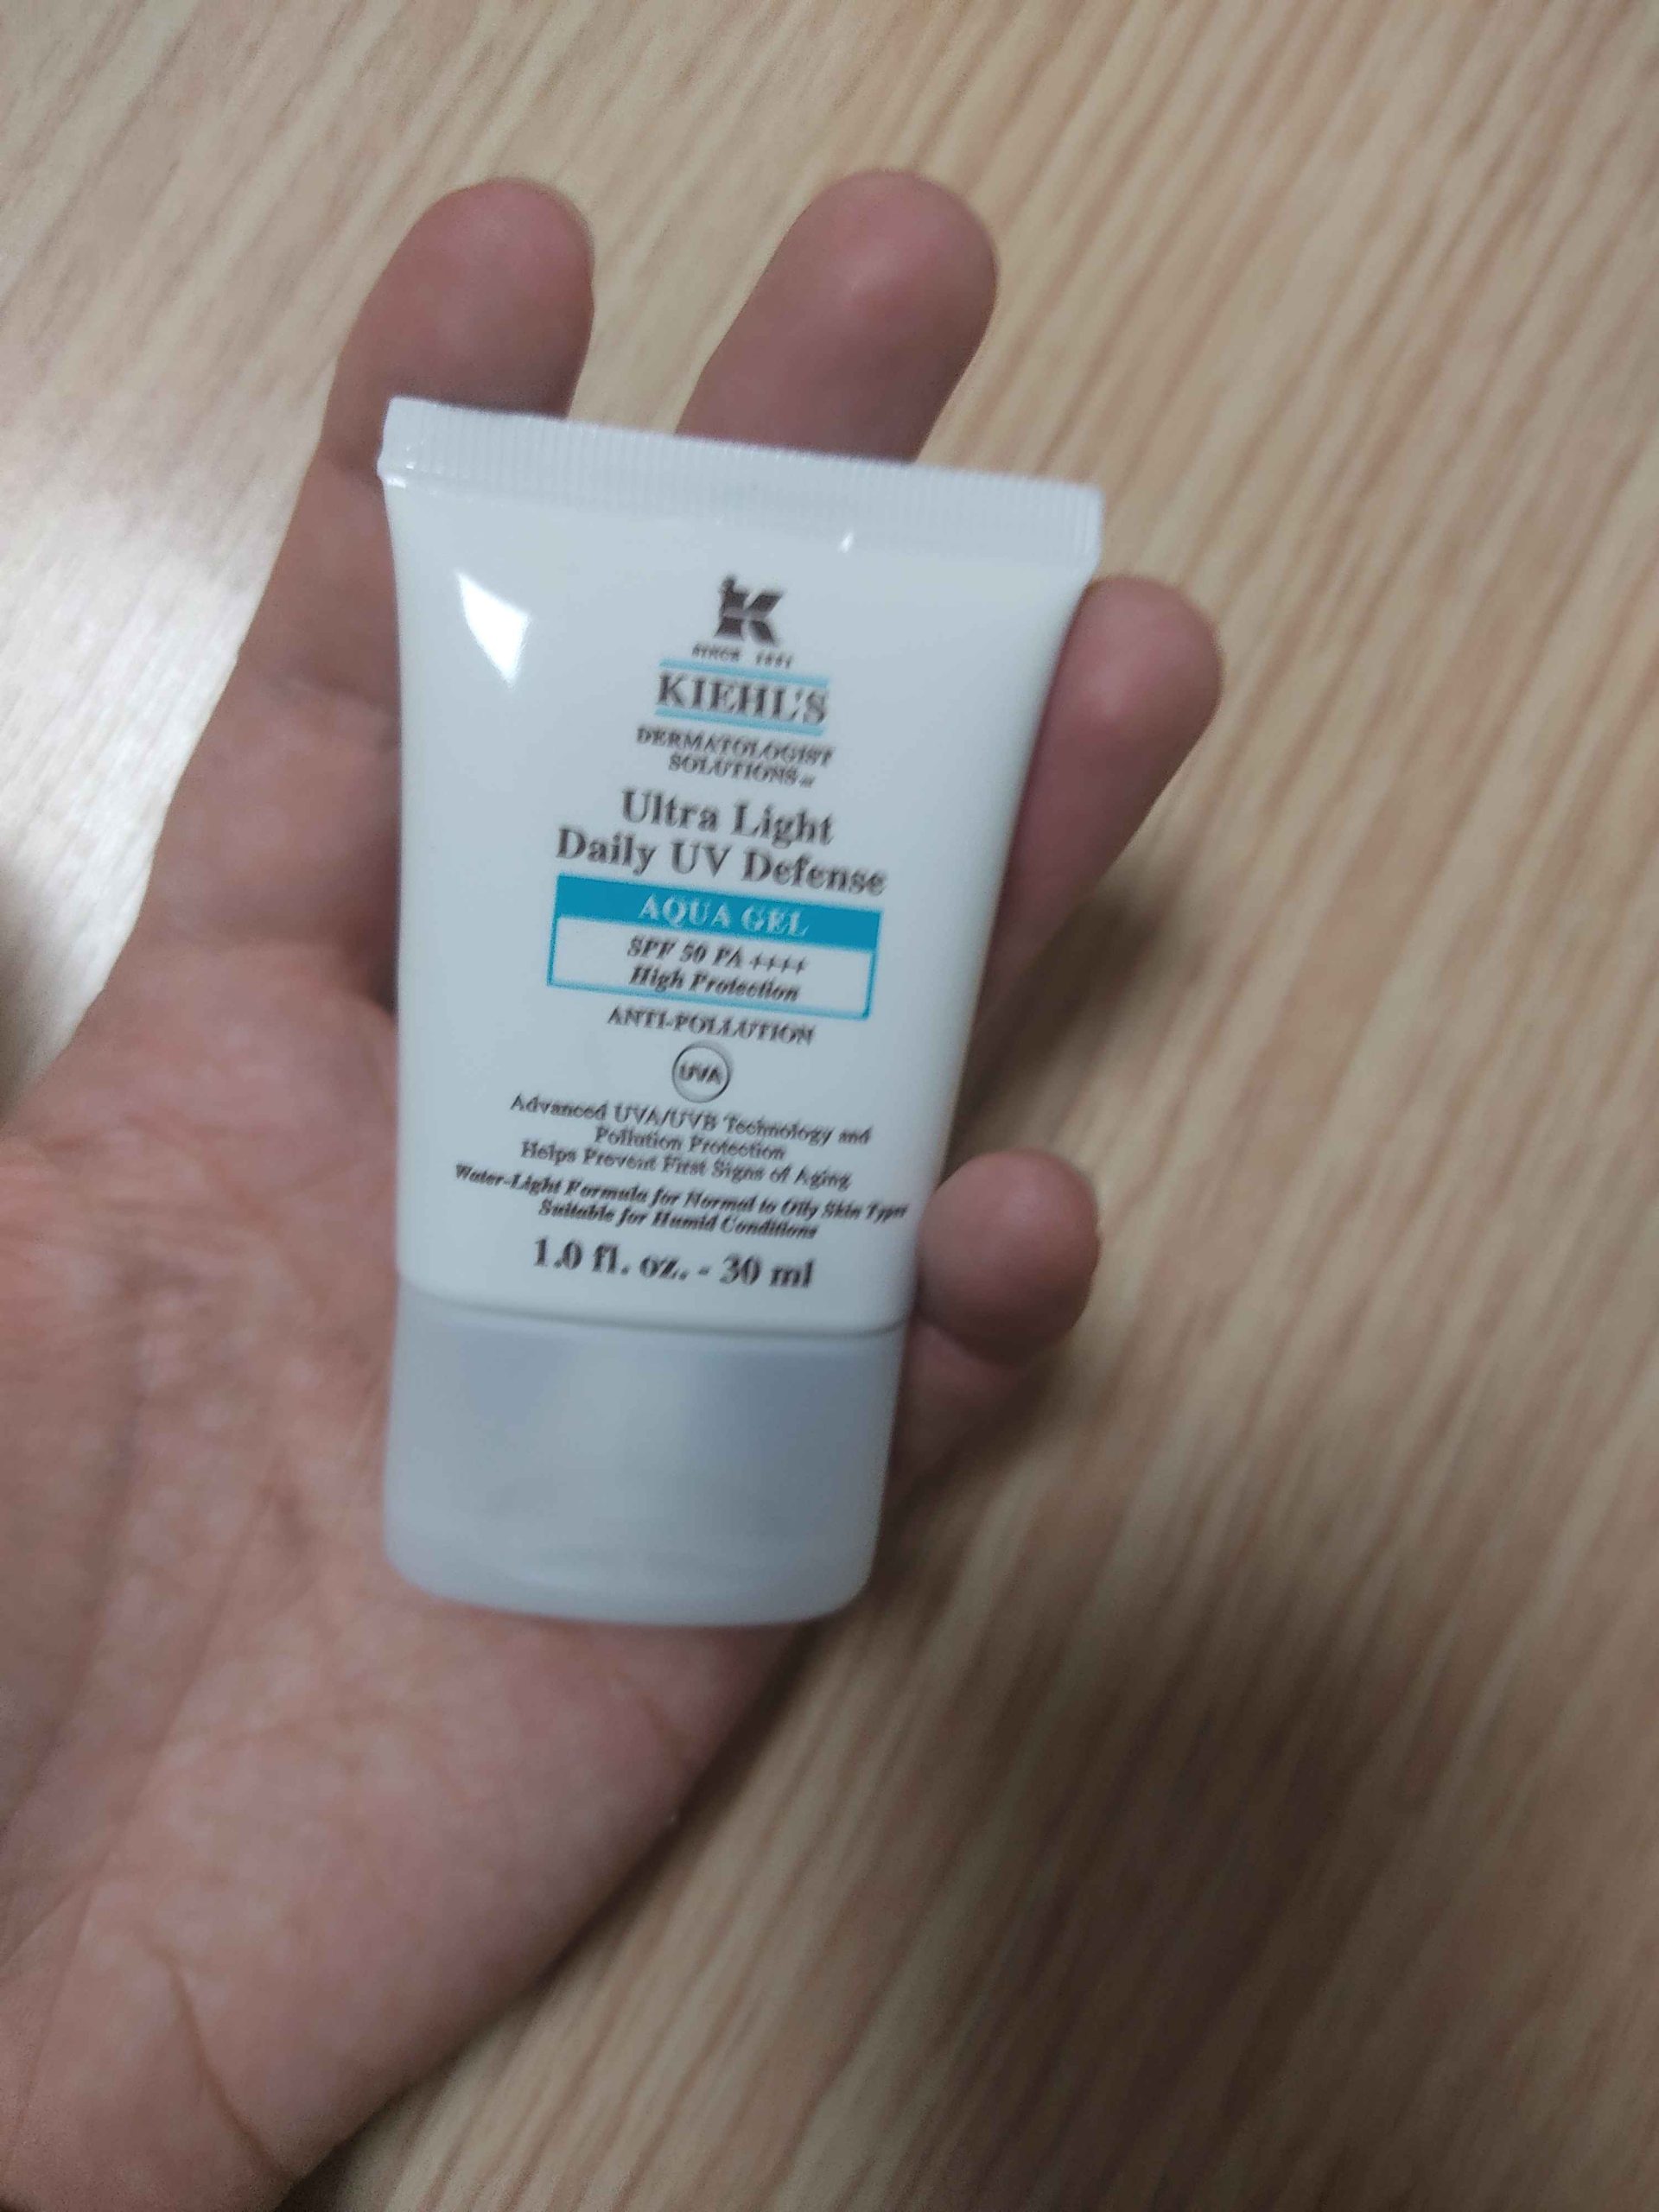 K
SINCE 1851
KIEHL'S
DERMATOLOGIST
SOLUTIONS
Ultra Light
Daily UV Defense
AQUA GEL
SPF 50 PA ++++
High Protection
ANTI-POLLUTION
UVA
Advanced UVA/UVB Technology and
Pollution Protection
Helps Prevent First Signs of Aging
Water-Light Formula for Normal to Oily Skin Types
Suitable for Humid Conditions
1.0 fl. oz. - 30 ml